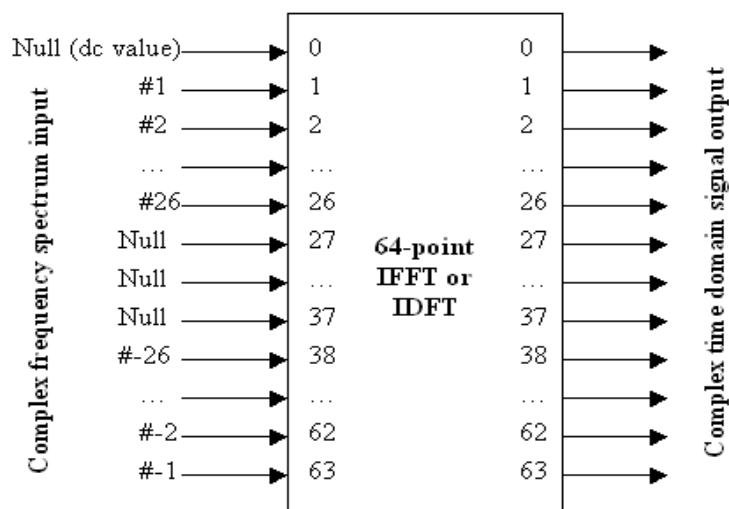 Complex frequency spectrum input
Null (dc value) 0 0
#1 1 1
#2 2 2
... ... ...
#26 26 26
Null 27 27
Null ... ...
Null 37 37
#-26 38 38
... ... ...
#-2 62 62
#-1 63 63
64-point
IFFT or
IDFT
Complex time domain signal output